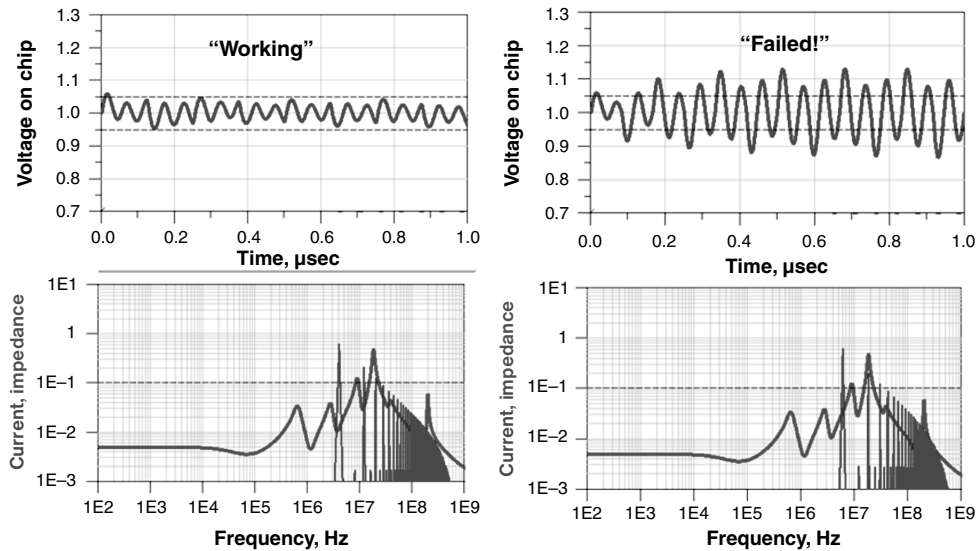 Voltage on chip
1.3
1.2
1.1
1.0
0.9
0.8
0.7
"Working"
0.0 0.2 0.4 0.6 0.8 1.0
Time, μsec
Voltage on chip
1.3
1.2
1.1
1.0
0.9
0.8
0.7
"Failed!"
0.0 0.2 0.4 0.6 0.8 1.0
Time, μsec
Current, impedance
1E1
1
1E−1
1E−2
1E−3
1E2 1E3 1E4 1E5 1E6 1E7 1E8 1E9
Frequency, Hz
Current, impedance
1E1
1
1E−1
1E−2
1E−3
1E2 1E3 1E4 1E5 1E6 1E7 1E8 1E9
Frequency, Hz